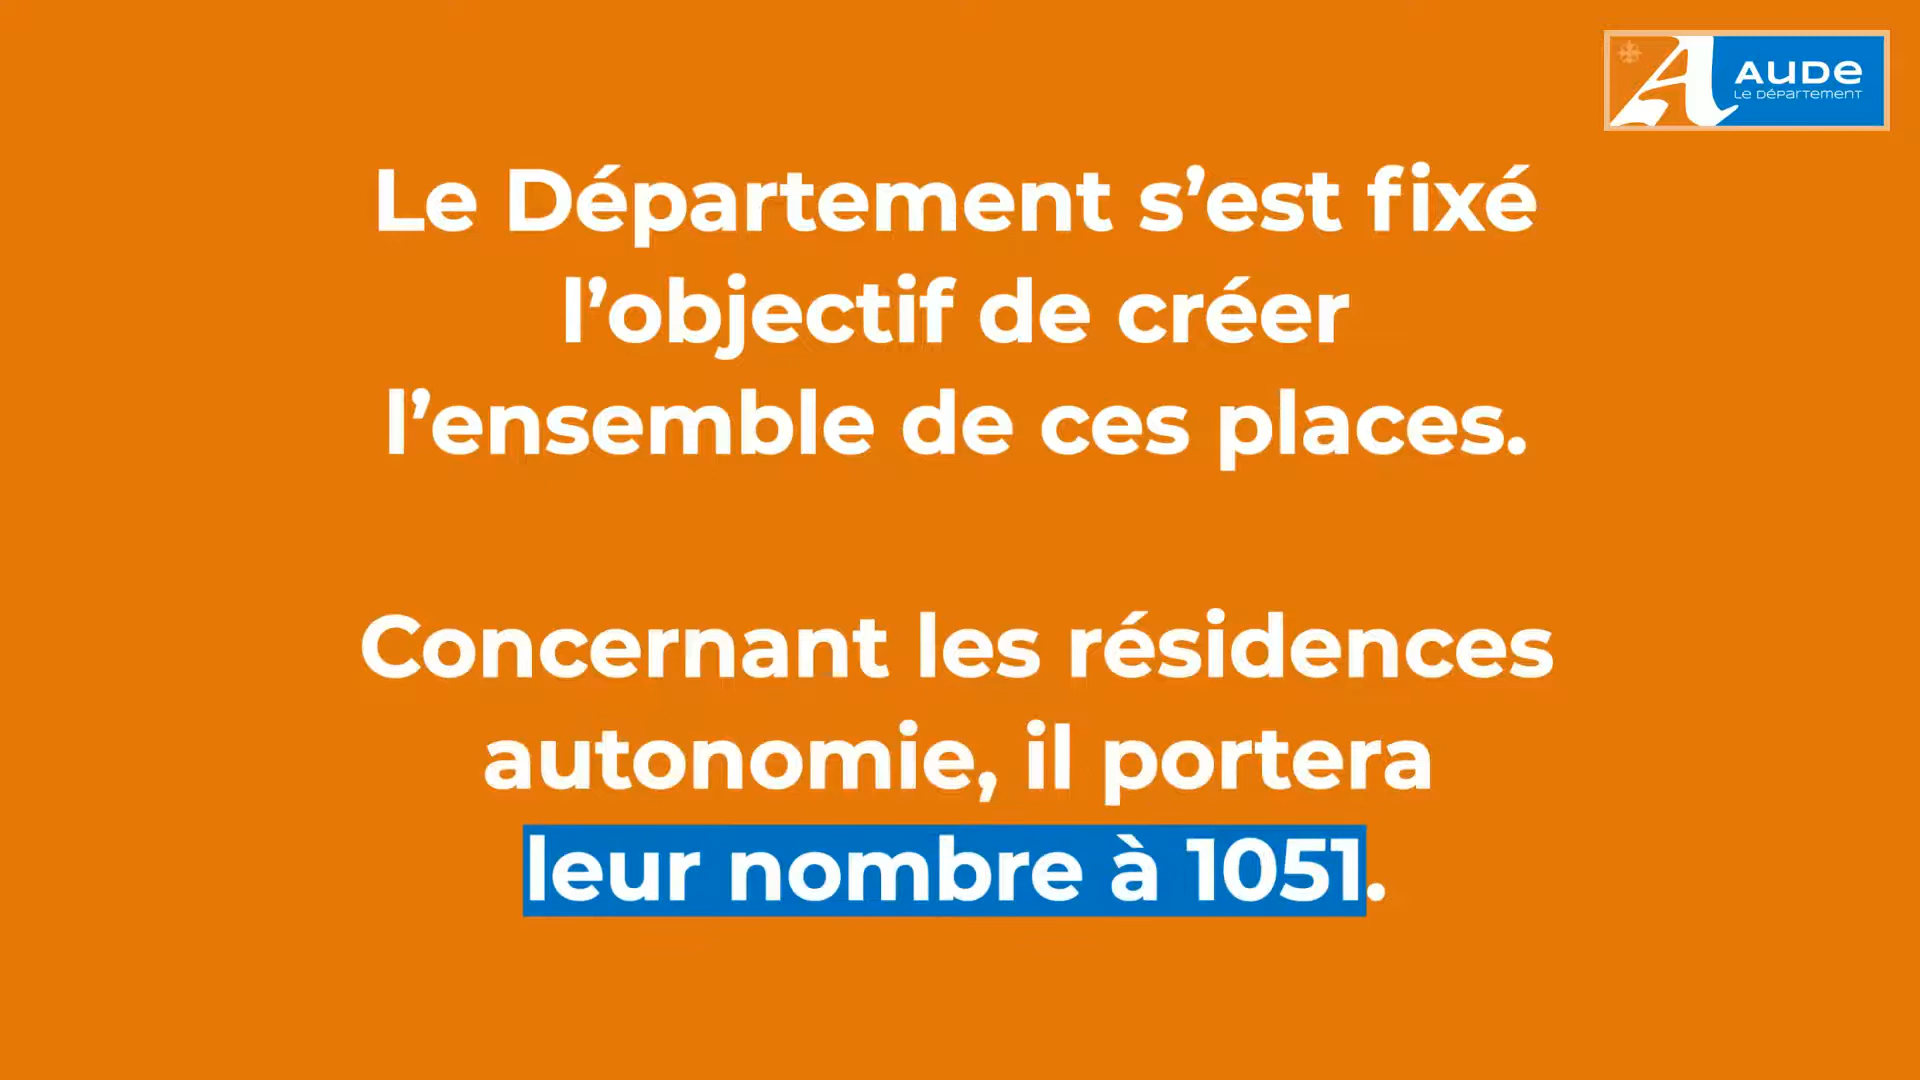 AUDE
Le Département
Le Département s’est fixé
l’objectif de créer
l’ensemble de ces places.
Concernant les résidences
autonomie, il portera
leur nombre à 1051.